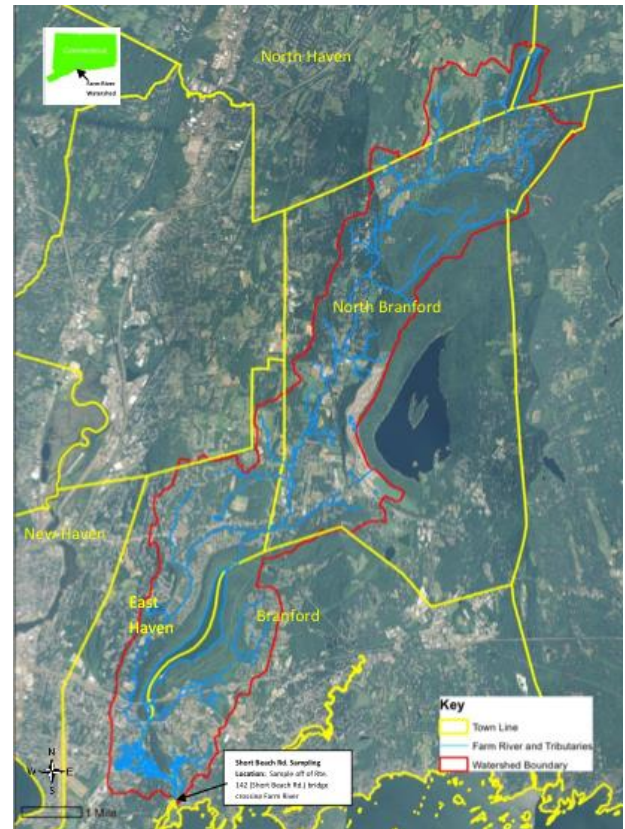 Connecticut
Farm River
Watershed
North Haven
North Branford
New Haven
East
Haven
Branford
Key
Town Line
Farm River and Tributaries
Watershed Boundary
Short Beach Rd. Sampling
Location: Sample off of Rte.
142 (Short Beach Rd.) bridge
crossing Farm River
N
W E
S
1 Mile